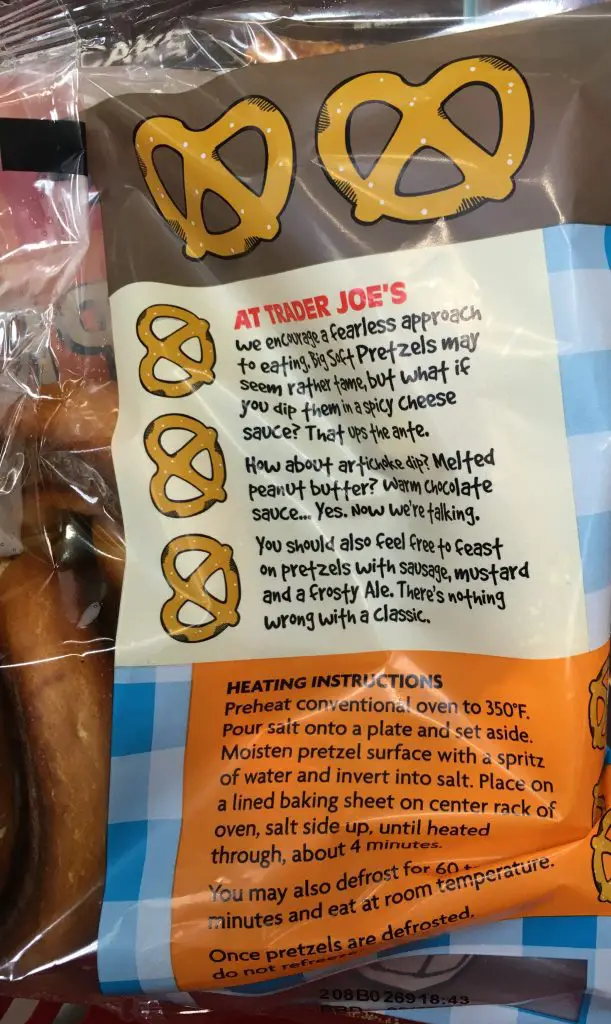 AT TRADER JOE'S
we encourage a fearless approach
to eating. Big Soft Pretzels may
seem rather tame, but what if
you dip them in a spicy cheese
sauce? That ups the ante.
How about artichoke dip? Melted
peanut butter? Warm chocolate
sauce... Yes. Now we're talking.
You should also feel free to feast
on pretzels with sausage, mustard
and a frosty Ale. There's nothing
wrong with a Classic.
HEATING INSTRUCTIONS
Preheat conventional oven to 350°F.
Pour salt onto a plate and set aside.
Moisten pretzel surface with a spritz
of water and invert into salt. Place on
a lined baking sheet on center rack of
oven, salt side up, until heated
through, about 4 minutes.
You may also defrost for 60
minutes and eat at room temperature.
Once pretzels are defrosted,
do not refreeze
208B0 26918:43